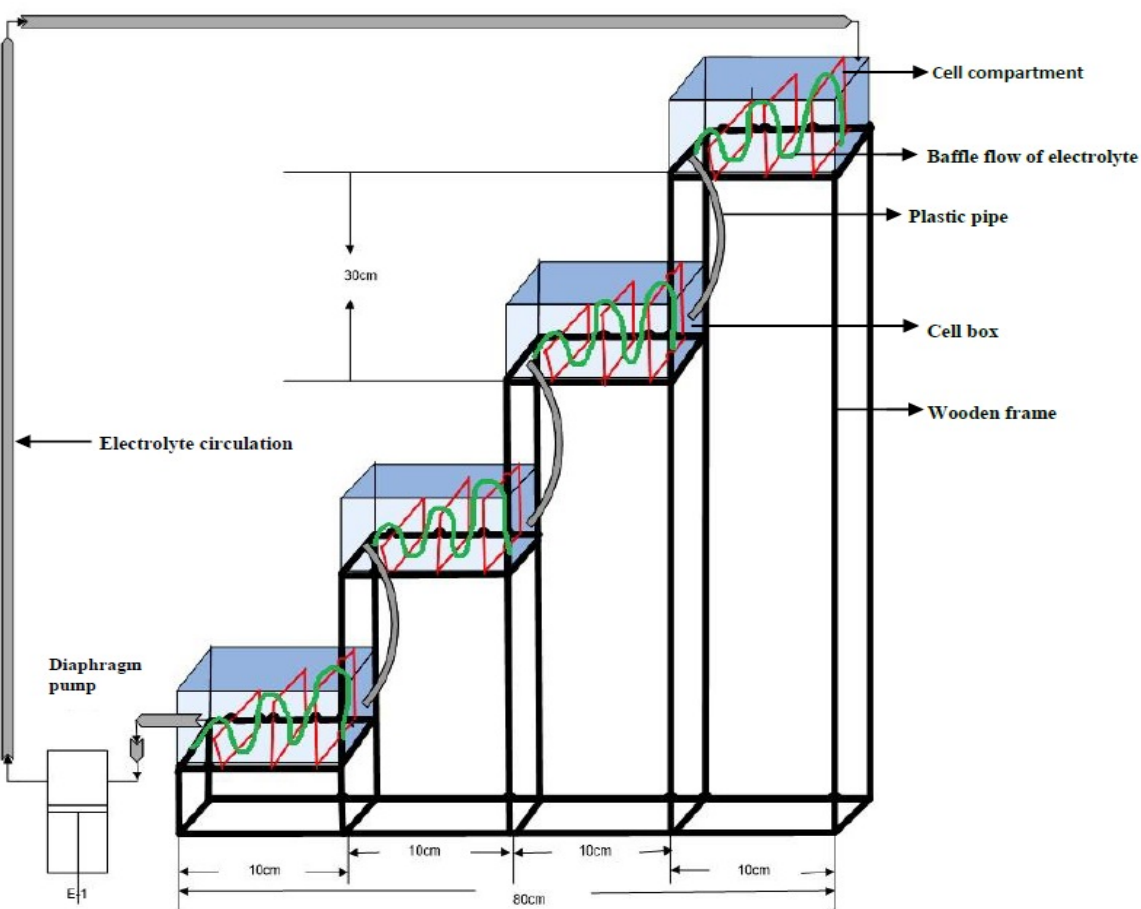 Cell compartment
Baffle flow of electrolyte
Plastic pipe
30cm
Cell box
Wooden frame
Electrolyte circulation
Diaphragm
pump
10cm
10cm
10cm
10cm
E-1
80cm